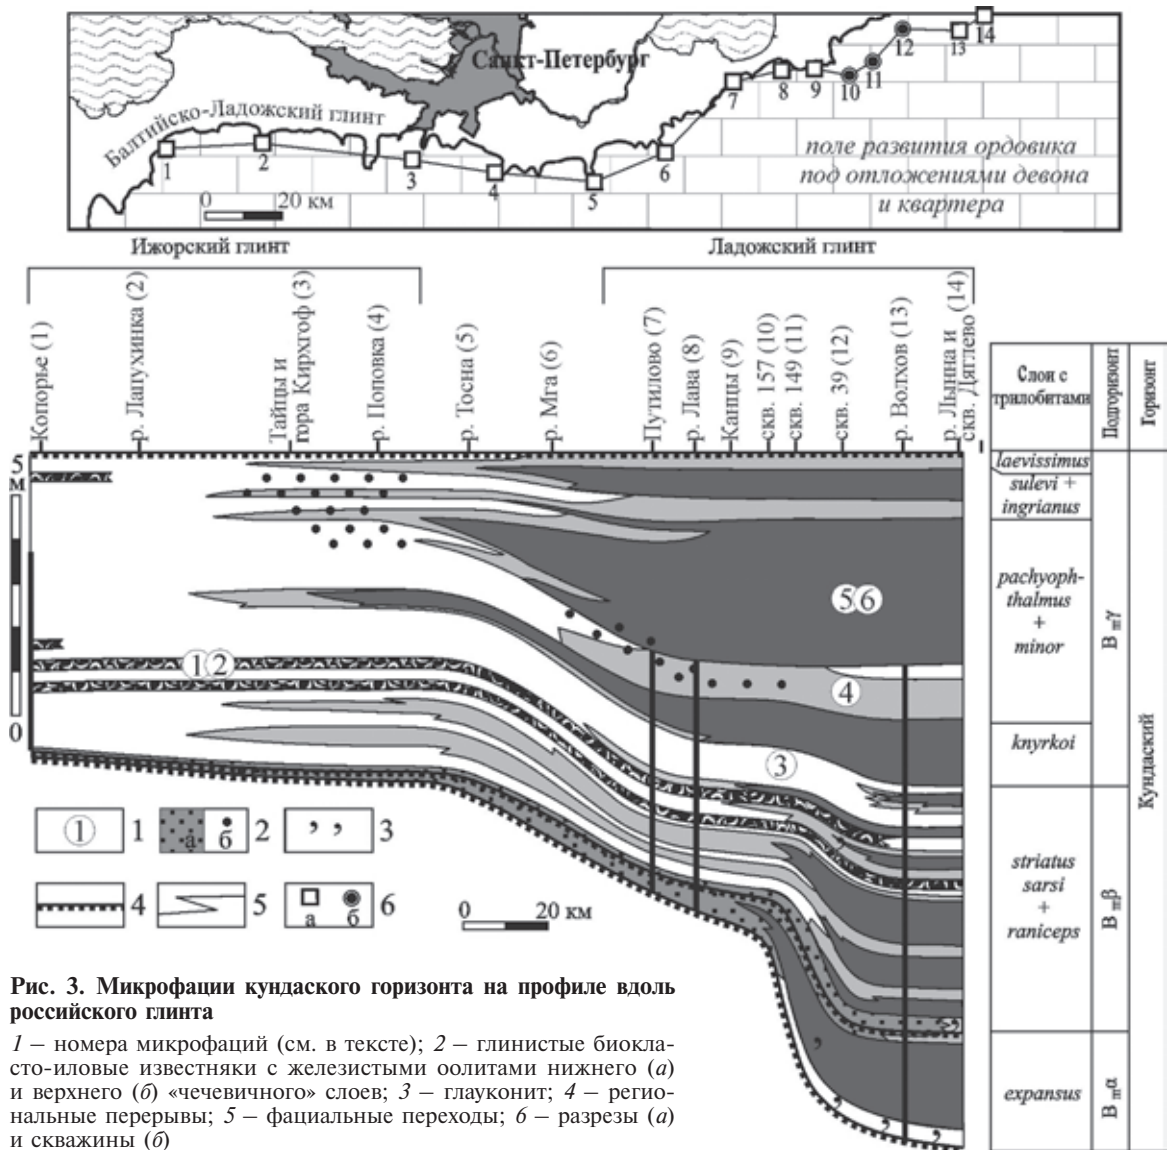 Санкт-Петербург
Балтийско-Ладожский глинт
1
2
3
4
5
6
7
8
9
10
11
12
13
14
0 20 км
поле развития ордовика
под отложениями девона
и квартера
Ижорский глинт
Ладожский глинт
Копорье (1)
р. Лапухинка (2)
Тайцы и
гора Кирхгоф (3)
р. Поповка (4)
р. Тосна (5)
р. Мга (6)
Путилово (7)
р. Лава (8)
Канцы (9)
скв. 157 (10)
скв. 149 (11)
скв. 39 (12)
р. Волхов (13)
р. Лынна и
скв. Дяглево (14)
Слои с
трилобитами
Подгоризонт
Горизонт
5
м
0
1 2
3
4
5 6
laevissimus
sulevi +
ingrianus
pachyoph-
thalmus
+
minor
knyrkoi
striatus
sarsi
+
raniceps
expansus
BIIIγ
BIIIβ
BIIIα
Кундаский
1 1
а б 2
3
4
5
а б 6
0 20 км
Рис. 3. Микрофации кундаского горизонта на профиле вдоль
российского глинта
1 – номера микрофаций (см. в тексте); 2 – глинистые биокла-
сто-иловые известняки с железистыми оолитами нижнего (а)
и верхнего (б) «чечевичного» слоев; 3 – глауконит; 4 – регио-
нальные перерывы; 5 – фациальные переходы; 6 – разрезы (а)
и скважины (б)